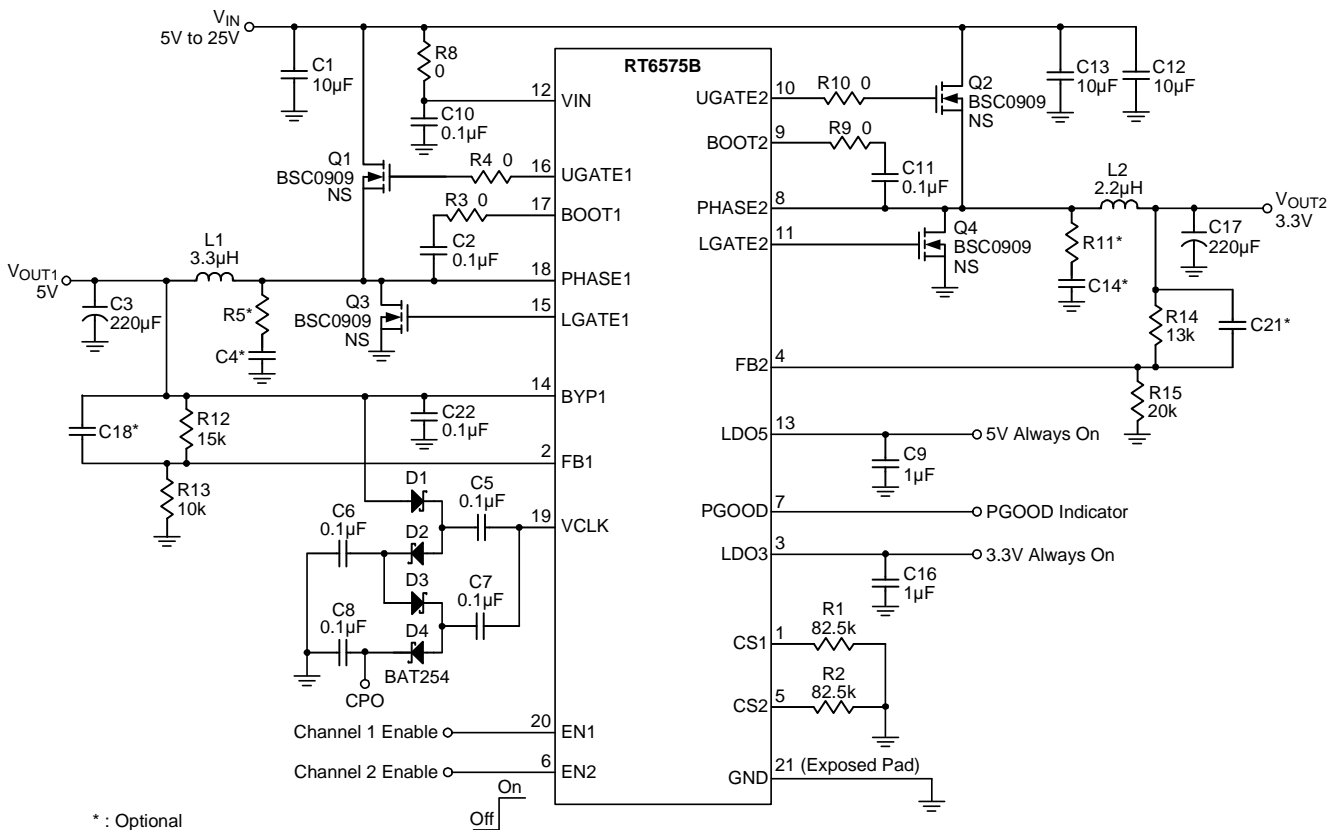 VIN
5V to 25V
C1
10µF
R8
0
12
VIN
C10
0.1µF
Q1
BSC0909
NS
R4 0
16
UGATE1
R3 0
17
BOOT1
C2
0.1µF
18
PHASE1
L1
3.3µH
VOUT1
5V
C3
220µF
R5*
C4*
Q3
BSC0909
NS
15
LGATE1
14
BYP1
C22
0.1µF
C18*
R12
15k
2
FB1
R13
10k
D1
C5
0.1µF
19
VCLK
C6
0.1µF
D2
D3
C7
0.1µF
C8
0.1µF
D4
BAT254
CPO
Channel 1 Enable
20
EN1
Channel 2 Enable
6
EN2
On
Off
* : Optional
RT6575B
UGATE2
10
R10 0
Q2
BSC0909
NS
C13
10µF
C12
10µF
BOOT2
9
R9 0
C11
0.1µF
PHASE2
8
L2
2.2µH
VOUT2
3.3V
LGATE2
11
Q4
BSC0909
NS
R11*
C14*
C17
220µF
R14
13k
C21*
FB2
4
R15
20k
LDO5
13
5V Always On
C9
1µF
PGOOD
7
PGOOD Indicator
LDO3
3
3.3V Always On
C16
1µF
CS1
1
R1
82.5k
CS2
5
R2
82.5k
GND
21 (Exposed Pad)